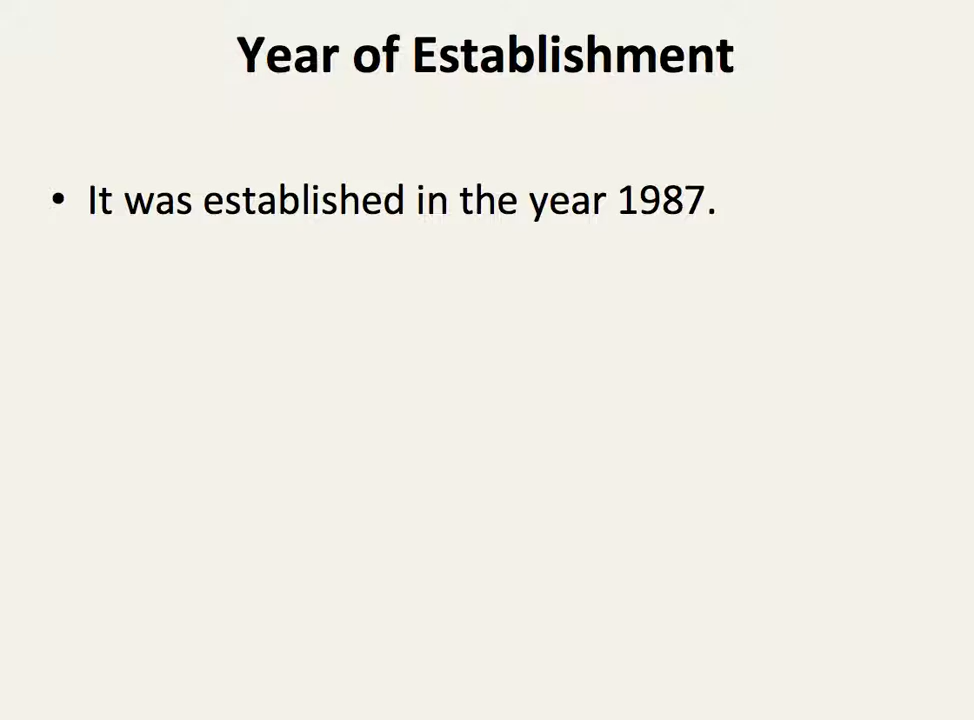 Year of Establishment
• It was established in the year 1987.